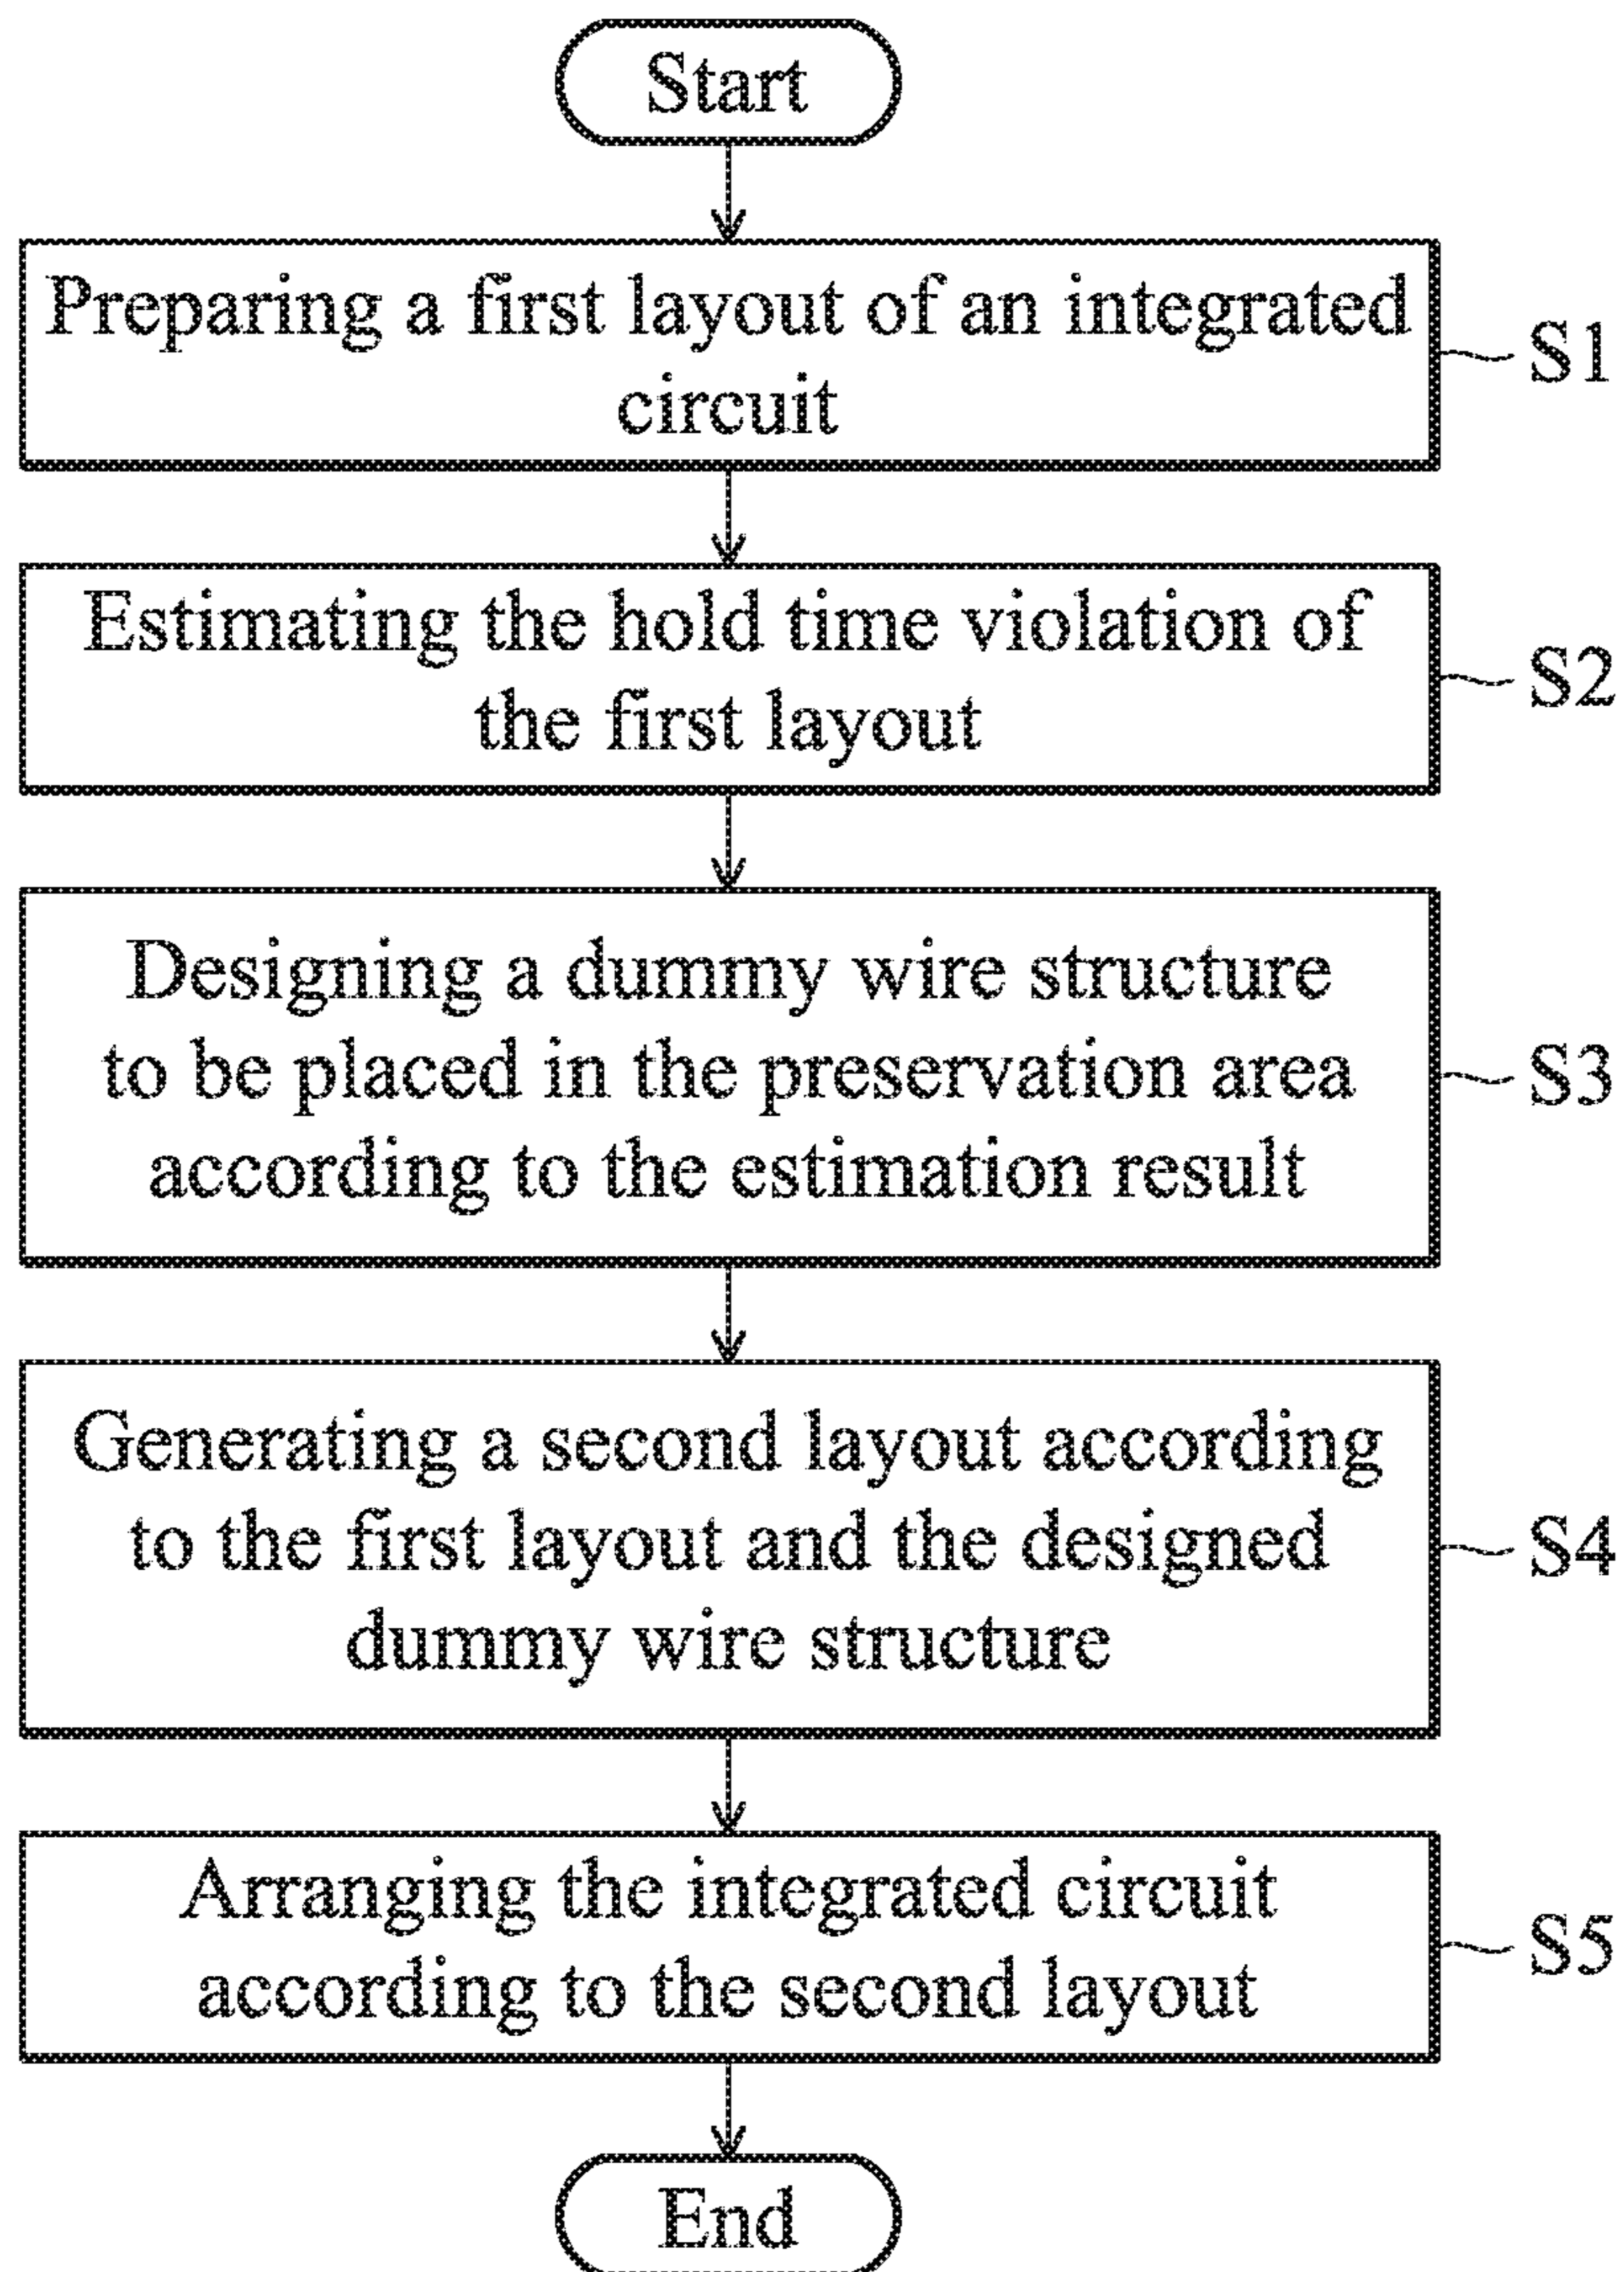 Start
Preparing a first layout of an integrated
circuit
S1
Estimating the hold time violation of
the first layout
S2
Designing a dummy wire structure
to be placed in the preservation area
according to the estimation result
S3
Generating a second layout according
to the first layout and the designed
dummy wire structure
S4
Arranging the integrated circuit
according to the second layout
S5
End